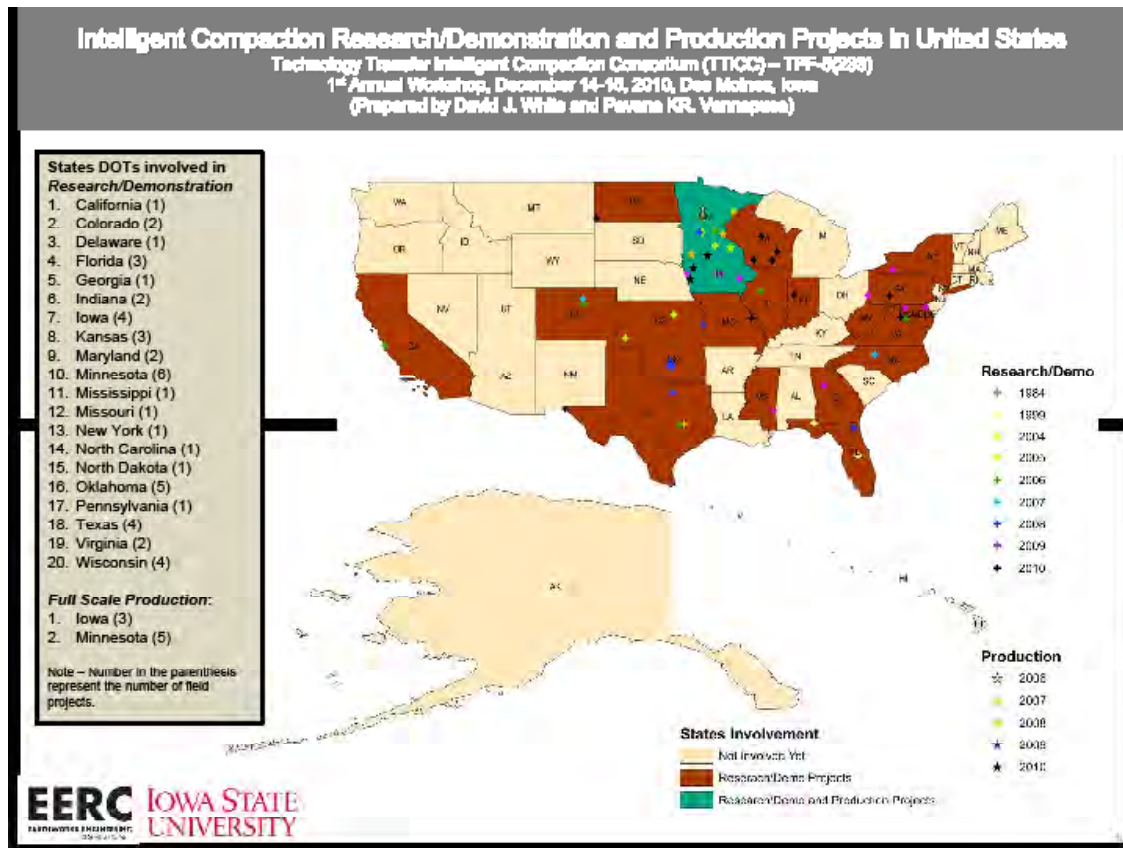 Intelligent Compaction Research/Demonstration and Production Projects in United States
Technology Transfer Intelligent Compaction Consortium (TTICC) – TPF-5(233)
1st Annual Workshop, December 14-16, 2010, Des Moines, Iowa
(Prepared by David J. White and Pavana KR. Vennapusa)
States DOTs involved in
Research/Demonstration
1. California (1)
2. Colorado (2)
3. Delaware (1)
4. Florida (3)
5. Georgia (1)
6. Indiana (2)
7. Iowa (4)
8. Kansas (3)
9. Maryland (2)
10. Minnesota (6)
11. Mississippi (1)
12. Missouri (1)
13. New York (1)
14. North Carolina (1)
15. North Dakota (1)
16. Oklahoma (5)
17. Pennsylvania (1)
18. Texas (4)
19. Virginia (2)
20. Wisconsin (4)
Full Scale Production:
1. Iowa (3)
2. Minnesota (5)
Note – Number in the parenthesis
represent the number of field
projects.
WA
MT
OR
ID
WY
SD
NE
NV
UT
AZ
NM
CA
MO
AR
LA
KY
TN
AL
SC
OH
ME
VT
NH
MA
CT
RI
AK
HI
Research/Demo
1984
1999
2004
2005
2006
2007
2008
2009
2010
Production
2006
2007
2008
2009
2010
States Involvement
Not Involved Yet
Research/Demo Projects
Research/Demo and Production Projects
EERC
EARTHWORKS ENGINEERING
IOWA STATE
UNIVERSITY